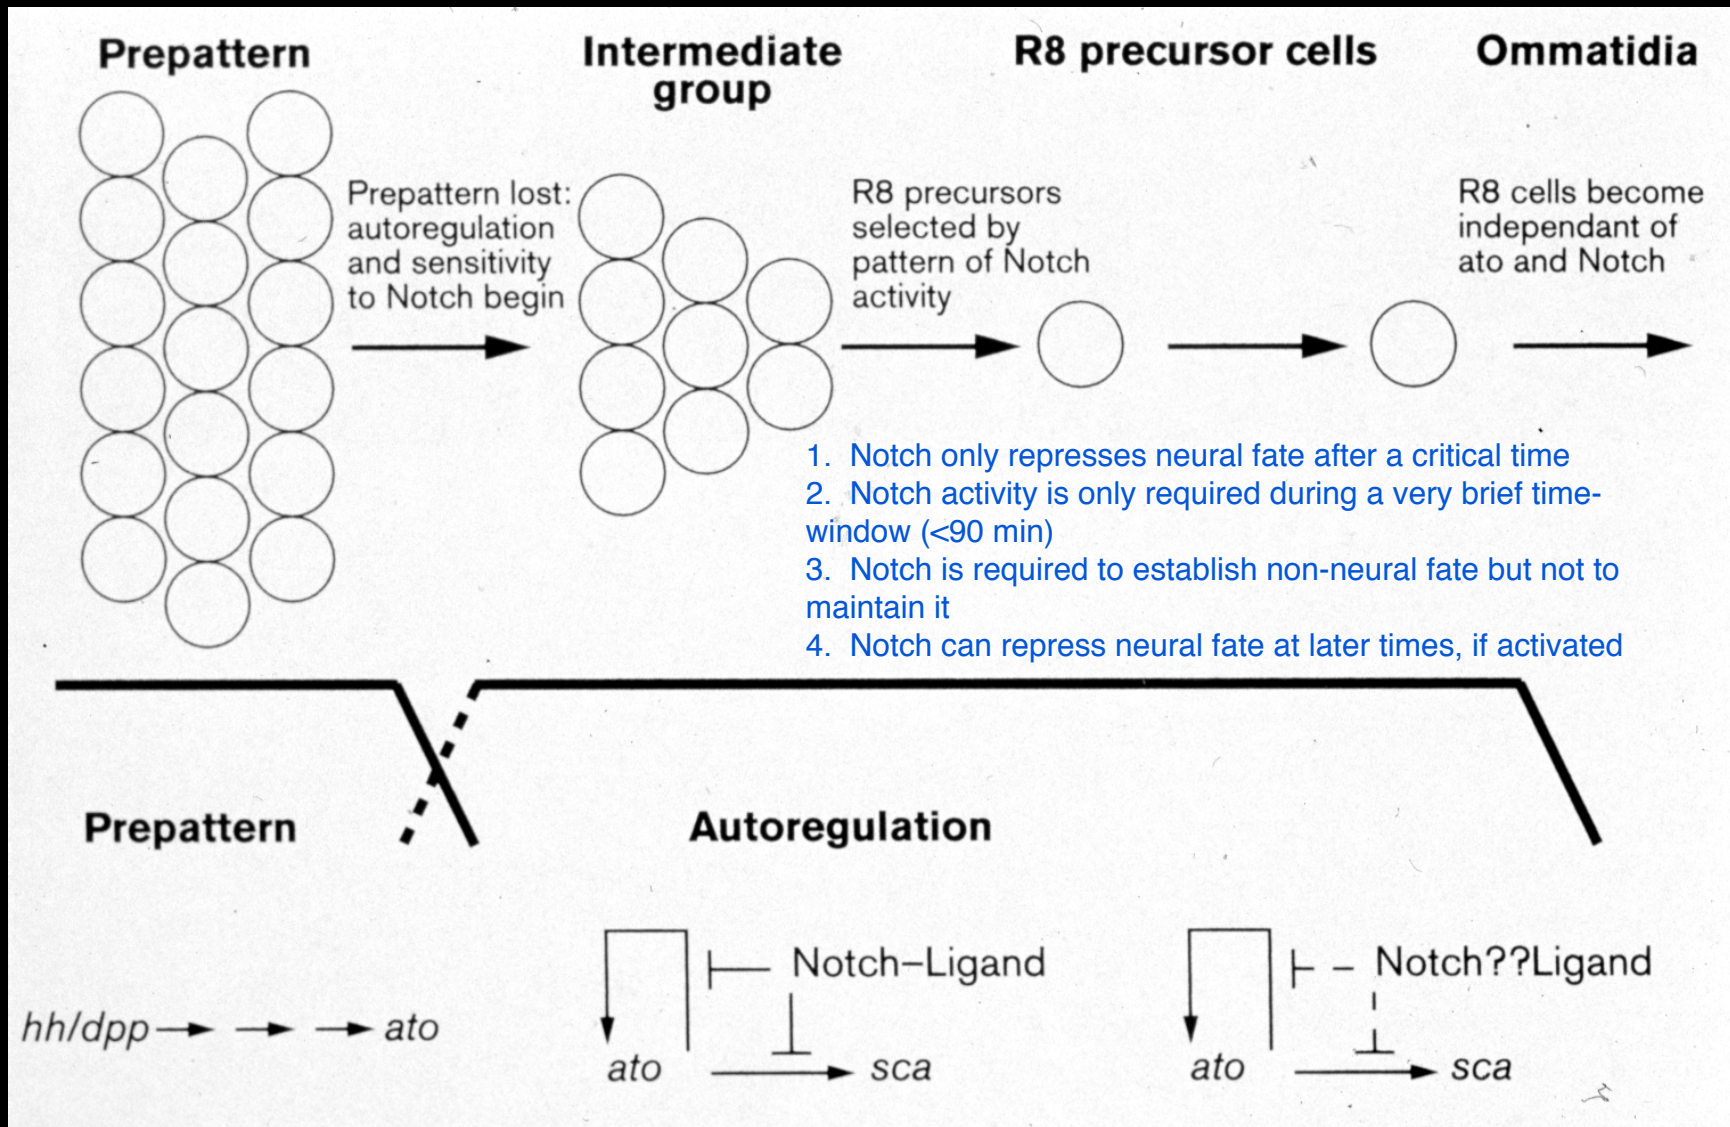 Prepattern
Intermediate
group
R8 precursor cells
Ommatidia
Prepattern lost:
autoregulation
and sensitivity
to Notch begin
R8 precursors
selected by
pattern of Notch
activity
R8 cells become
independant of
ato and Notch
1. Notch only represses neural fate after a critical time
2. Notch activity is only required during a very brief time-
window (<90 min)
3. Notch is required to establish non-neural fate but not to
maintain it
4. Notch can repress neural fate at later times, if activated
Prepattern
Autoregulation
hh/dpp
ato
Notch–Ligand
ato
sca
Notch??Ligand
ato
sca